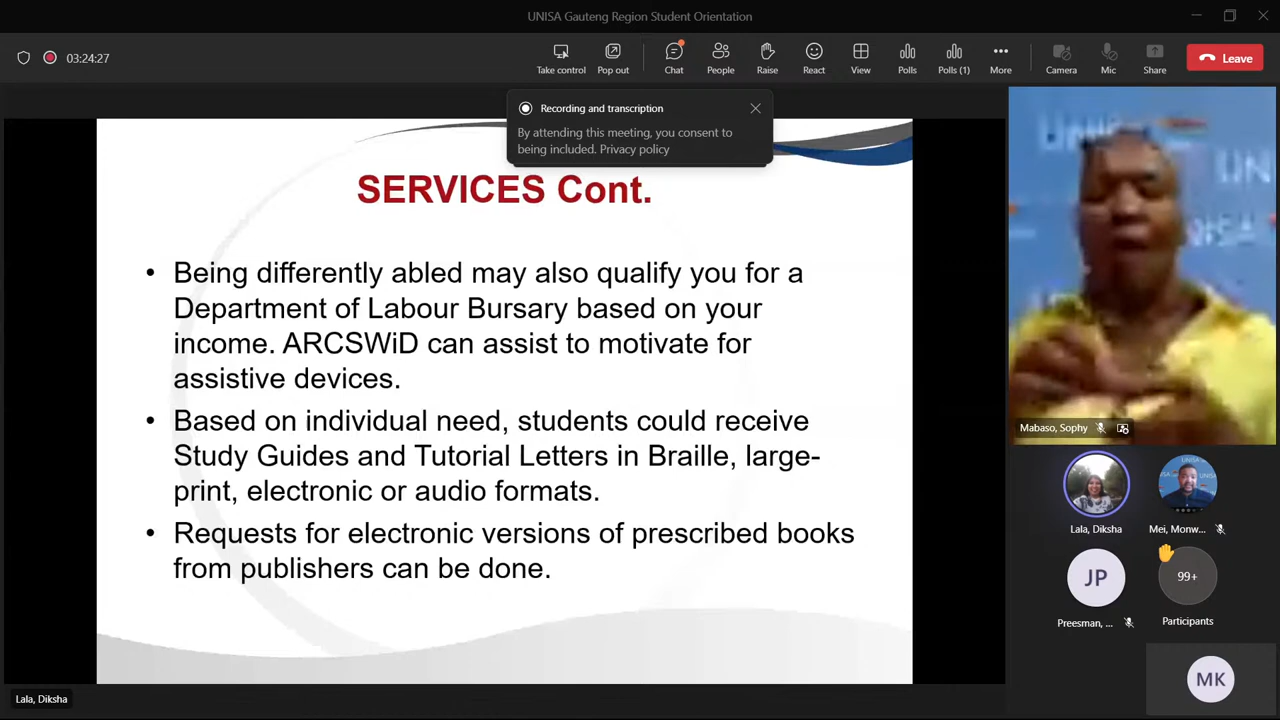 UNISA Gauteng Region Student Orientation
03:24:27
Take control
Pop out
Chat
People
Raise
React
View
Polls
Polls (1)
More
Camera
Mic
Share
Leave
Recording and transcription
By attending this meeting, you consent to
being included. Privacy policy
SERVICES Cont.
• Being differently abled may also qualify you for a
Department of Labour Bursary based on your
income. ARCSWiD can assist to motivate for
assistive devices.
• Based on individual need, students could receive
Study Guides and Tutorial Letters in Braille, large-
print, electronic or audio formats.
• Requests for electronic versions of prescribed books
from publishers can be done.
Mabaso, Sophy
Lala, Diksha
Mei, Monw...
JP
99+
Preesman, ...
Participants
MK
Lala, Diksha